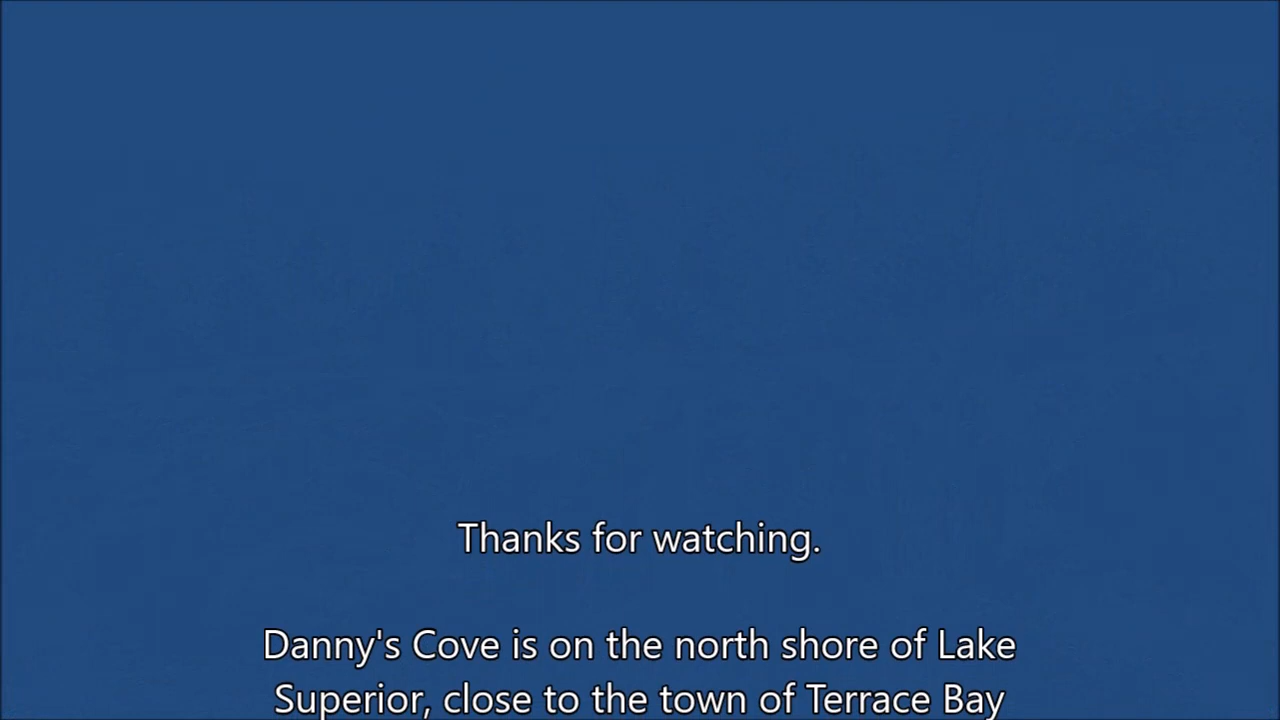 Thanks for watching.
Danny's Cove is on the north shore of Lake
Superior, close to the town of Terrace Bay